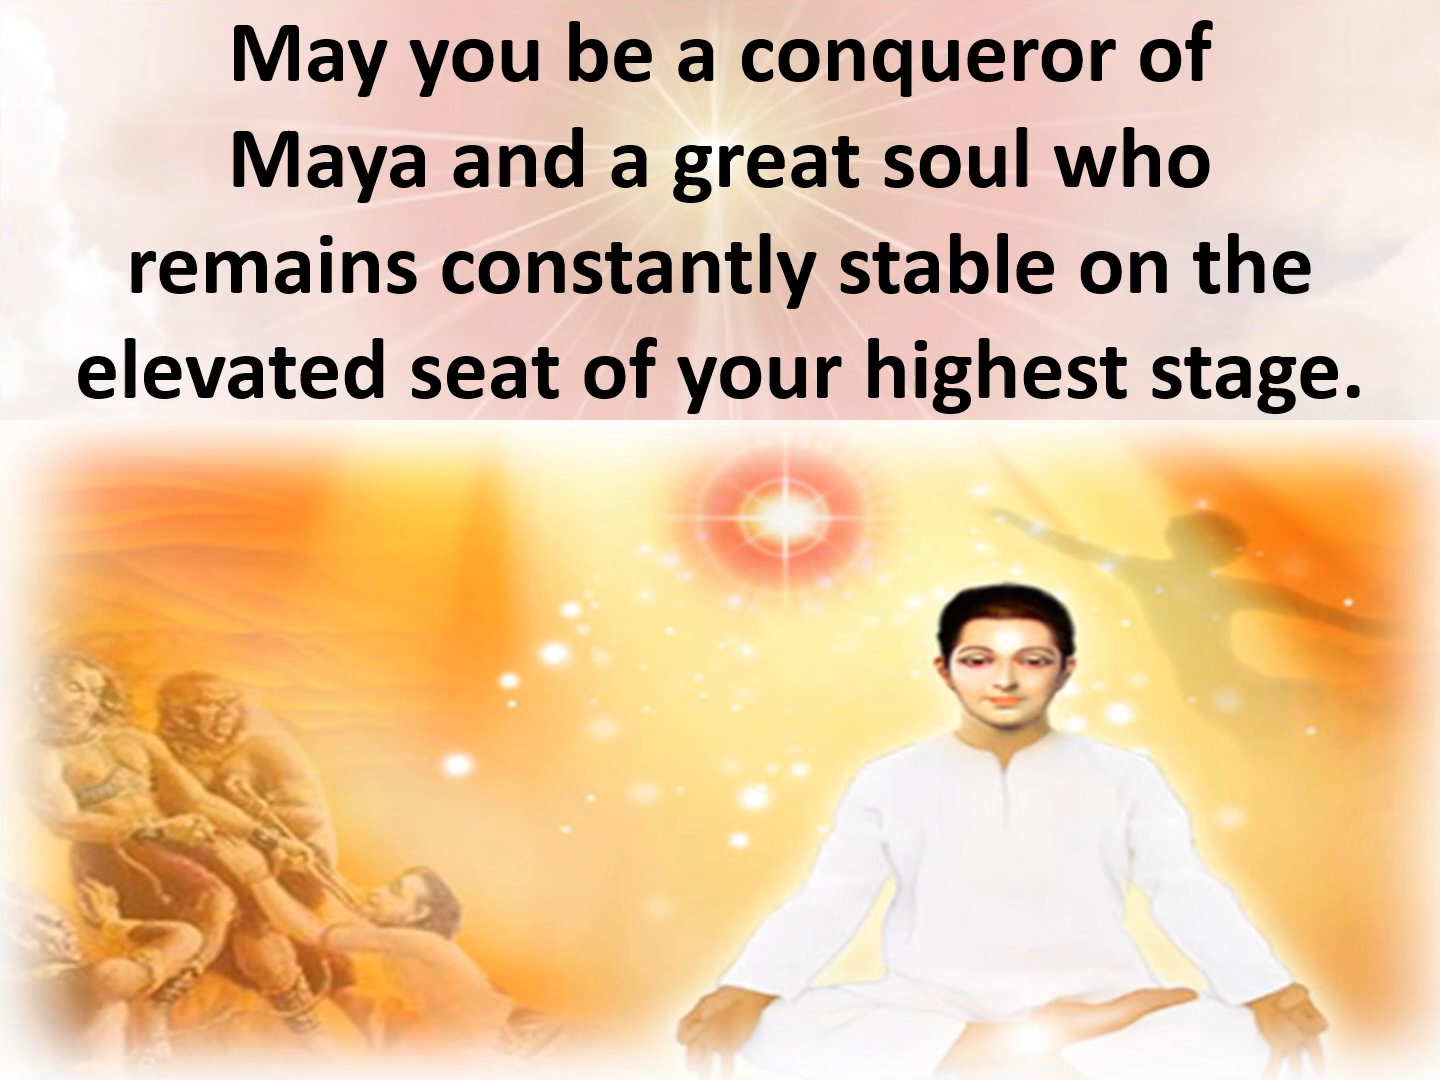 May you be a conqueror of
Maya and a great soul who
remains constantly stable on the
elevated seat of your highest stage.